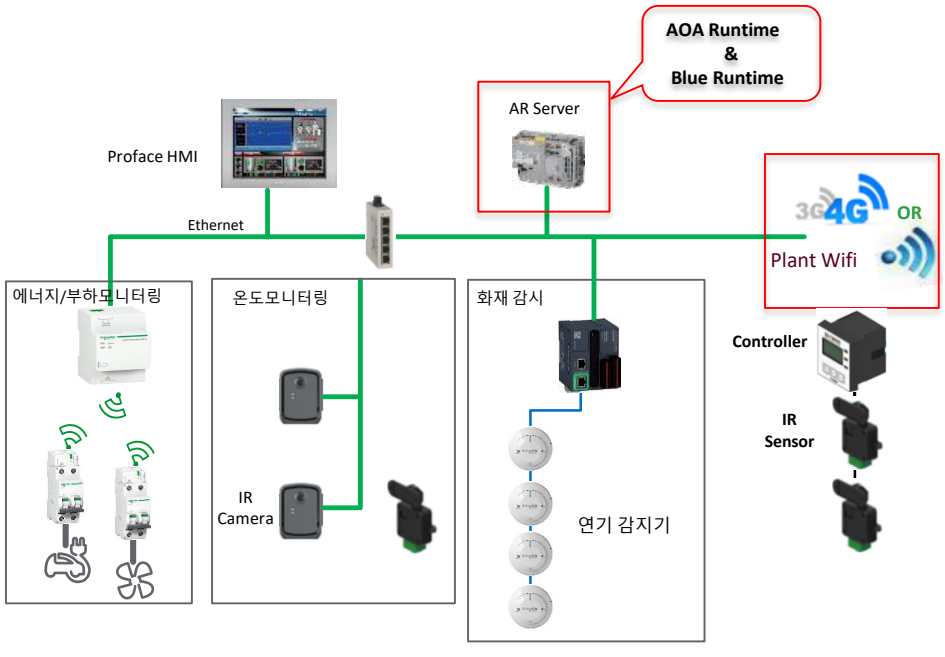 AOA Runtime
&
Blue Runtime
AR Server
Proface HMI
3G 4G OR
Ethernet
Plant Wifi
에너지/부하모니터링
온도모니터링
화재 감시
Controller
IR
Sensor
IR
Camera
연기 감지기